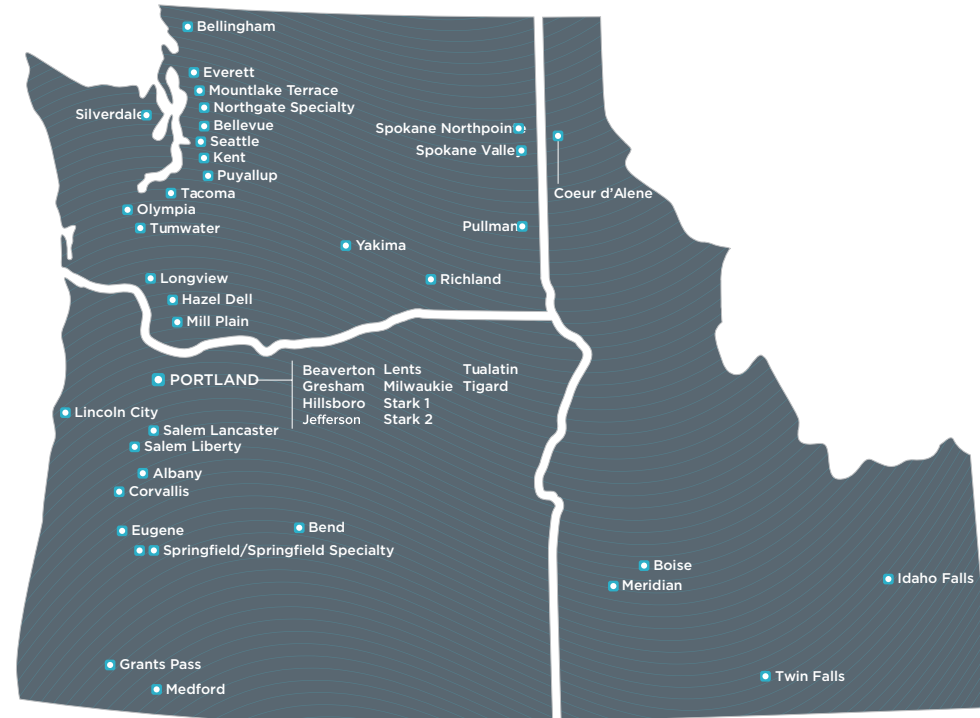 Bellingham
Everett
Mountlake Terrace
Northgate Specialty
Silverdale
Bellevue
Seattle
Kent
Puyallup
Tacoma
Olympia
Tumwater
Spokane Northpointe
Spokane Valley
Coeur d’Alene
Pullman
Yakima
Richland
Longview
Hazel Dell
Mill Plain
PORTLAND
Beaverton Lents Tualatin
Gresham Milwaukie Tigard
Hillsboro Stark 1
Jefferson Stark 2
Lincoln City
Salem Lancaster
Salem Liberty
Albany
Corvallis
Eugene
Bend
Springfield/Springfield Specialty
Boise
Meridian
Idaho Falls
Grants Pass
Medford
Twin Falls